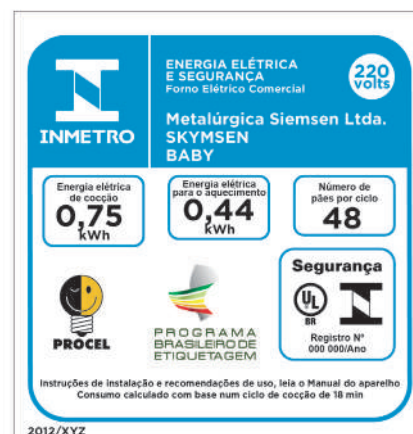 ENERGIA ELÉTRICA
E SEGURANÇA
Forno Elétrico Comercial
220
volts
INMETRO
Metalúrgica Siemsen Ltda.
SKYMSEN
BABY
Energia elétrica
de cocção
0,75
kWh
Energia elétrica
para o aquecimento
0,44
kWh
Número de
pães por ciclo
48
PROCEL
PROGRAMA
BRASILEIRO DE
ETIQUETAGEM
Segurança
UL
BR
Registro Nº
000 000/Ano
Instruções de instalação e recomendações de uso, leia o Manual do aparelho
Consumo calculado com base num ciclo de cocção de 18 min
2012/XYZ